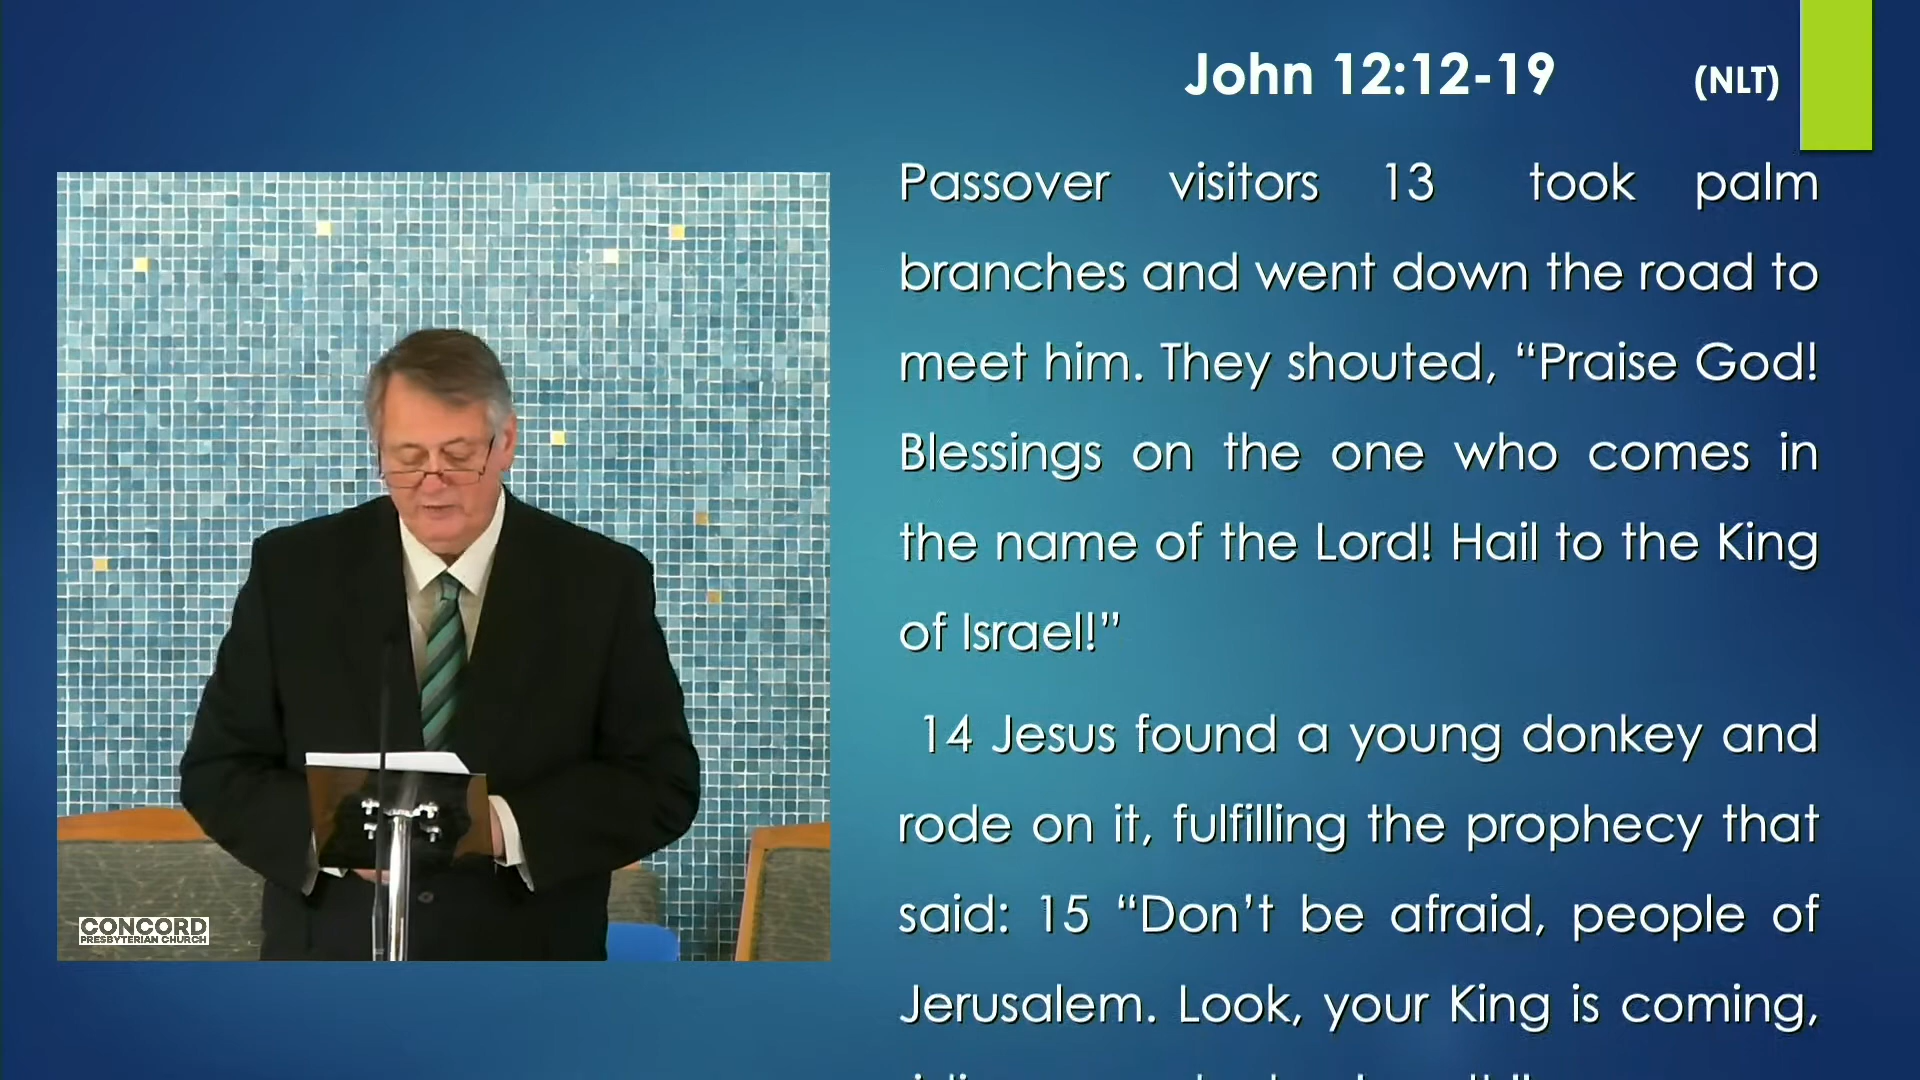 John 12:12-19 (NLT)
Passover visitors 13 took palm
branches and went down the road to
meet him. They shouted, “Praise God!
Blessings on the one who comes in
the name of the Lord! Hail to the King
of Israel!”
14 Jesus found a young donkey and
rode on it, fulfilling the prophecy that
said: 15 “Don’t be afraid, people of
Jerusalem. Look, your King is coming,
CONCORD
PRESBYTERIAN CHURCH